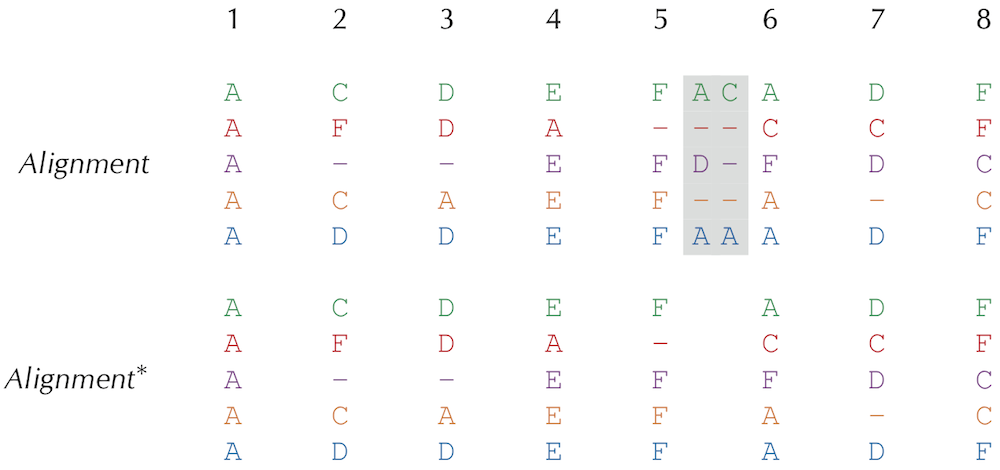 1 2 3 4 5 6 7 8
A C D E F A C A D F
A F D A – – – C C F
Alignment A – – E F D – F D C
A C A E F – – A – C
A D D E F A A A D F
A C D E F A D F
A F D A – C C F
Alignment* A – – E F F D C
A C A E F A – C
A D D E F A D F